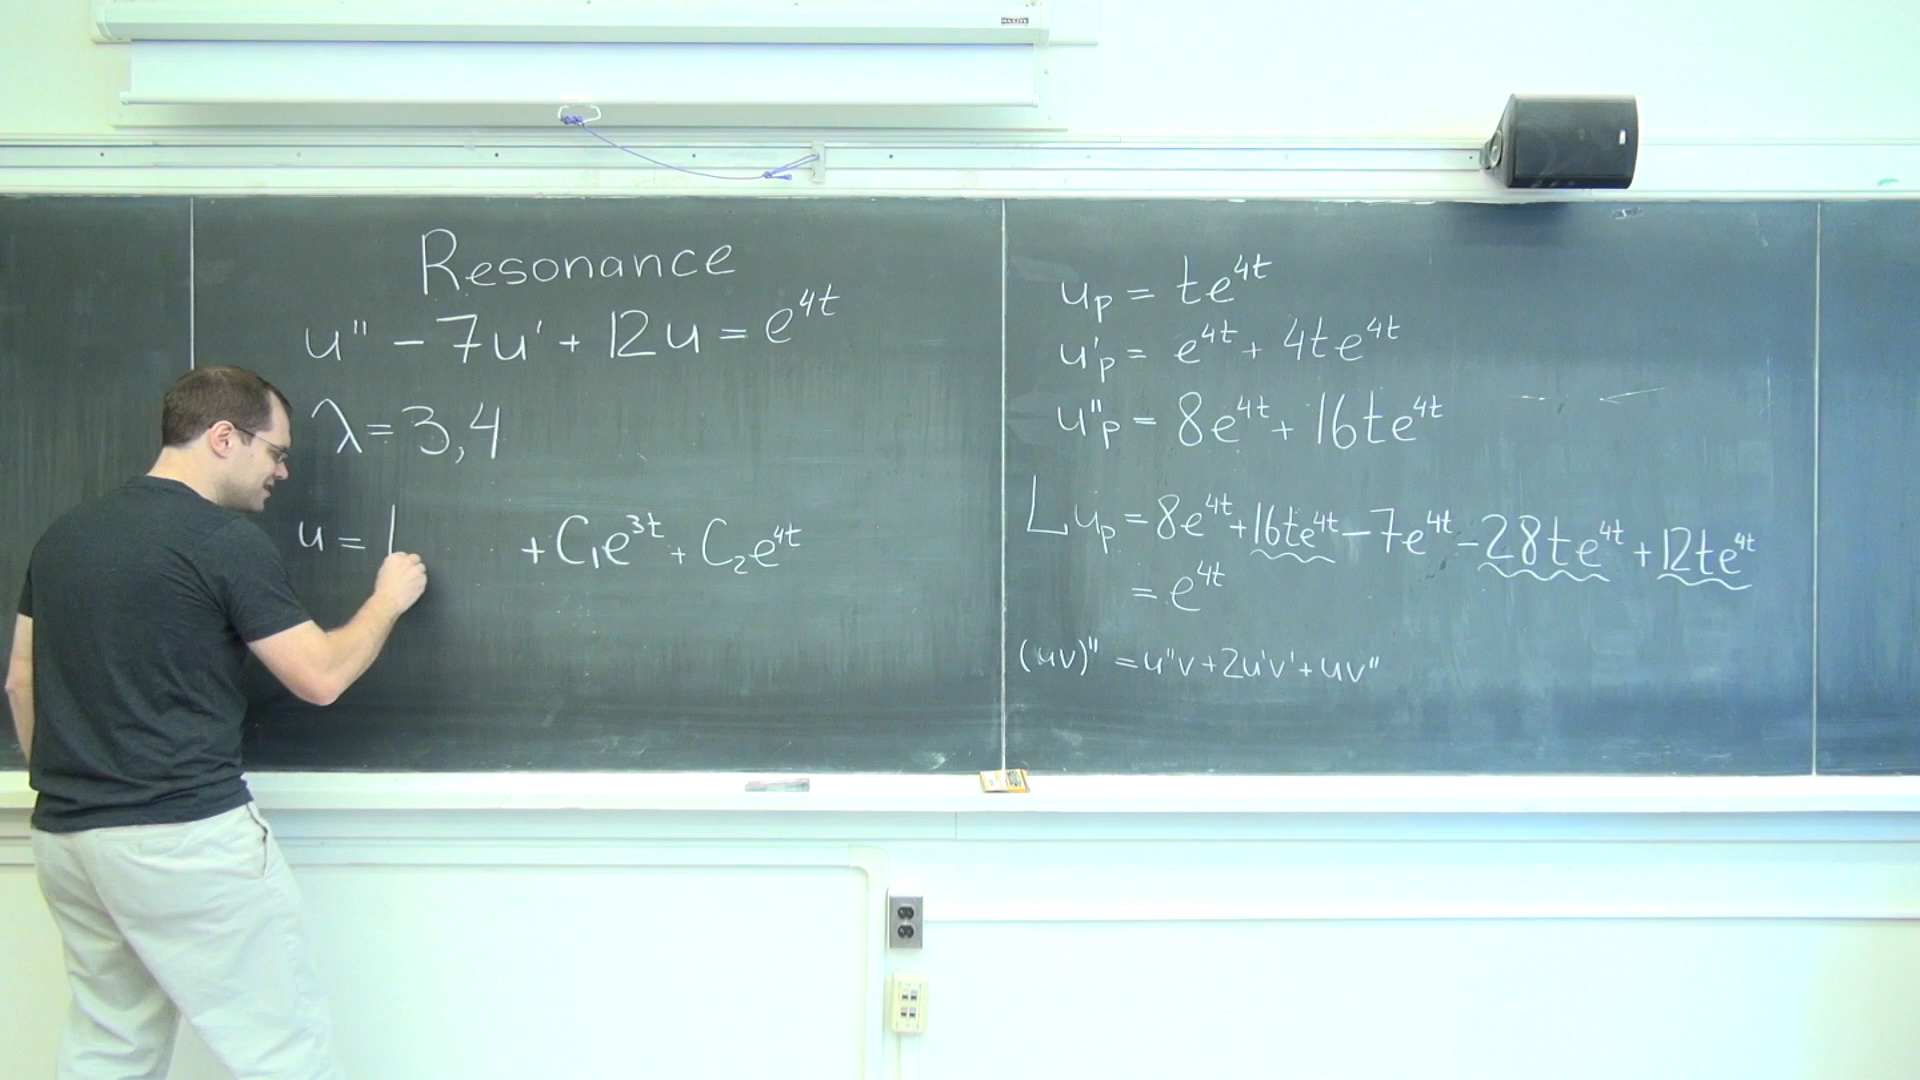 Resonance
u'' - 7u' + 12u = e^{4t}
λ = 3, 4
u = + C₁e^{3t} + C₂e^{4t}
u_p = te^{4t}
u'_p = e^{4t} + 4te^{4t}
u''_p = 8e^{4t} + 16te^{4t}
Lu_p = 8e^{4t} + 16te^{4t} - 7e^{4t} - 28te^{4t} + 12te^{4t}
= e^{4t}
(uv)'' = u''v + 2u'v' + uv''